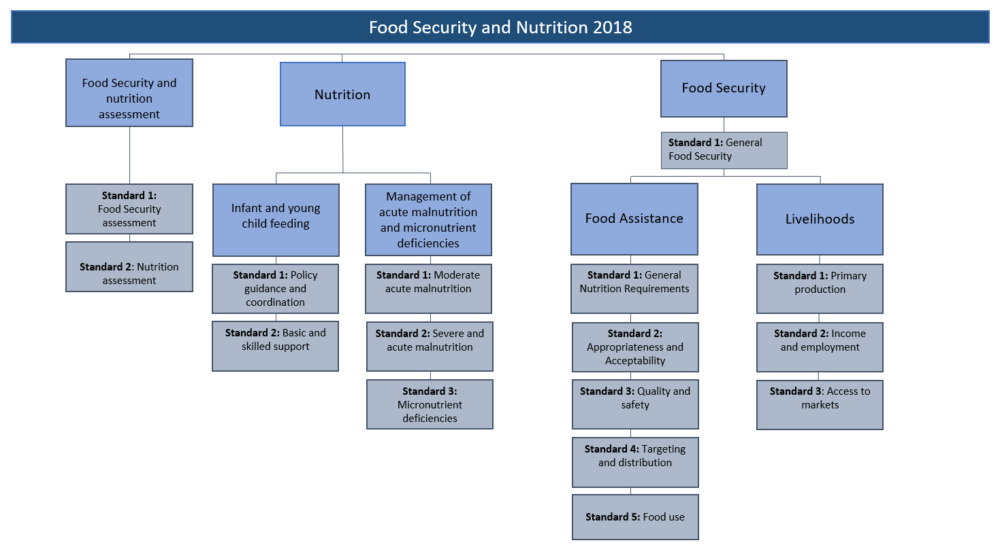 Food Security and Nutrition 2018
Food Security and
nutrition
assessment
Nutrition
Food Security
Standard 1: General
Food Security
Standard 1:
Food Security
assessment
Standard 2: Nutrition
assessment
Infant and young
child feeding
Standard 1: Policy
guidance and
coordination
Standard 2: Basic and
skilled support
Management of
acute malnutrition
and micronutrient
deficiencies
Standard 1: Moderate
acute malnutrition
Standard 2: Severe and
acute malnutrition
Standard 3:
Micronutrient
deficiencies
Food Assistance
Standard 1: General
Nutrition Requirements
Standard 2:
Appropriateness and
Acceptability
Standard 3: Quality and
safety
Standard 4: Targeting
and distribution
Standard 5: Food use
Livelihoods
Standard 1: Primary
production
Standard 2: Income
and employment
Standard 3: Access to
markets